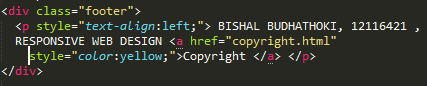 <div class="footer">
<p style="text-align:left;"> BISHAL BUDHATHOKI, 12116421 ,
RESPONSIVE WEB DESIGN <a href="copyright.html"
style="color:yellow;">Copyright </a> </p>
</div>